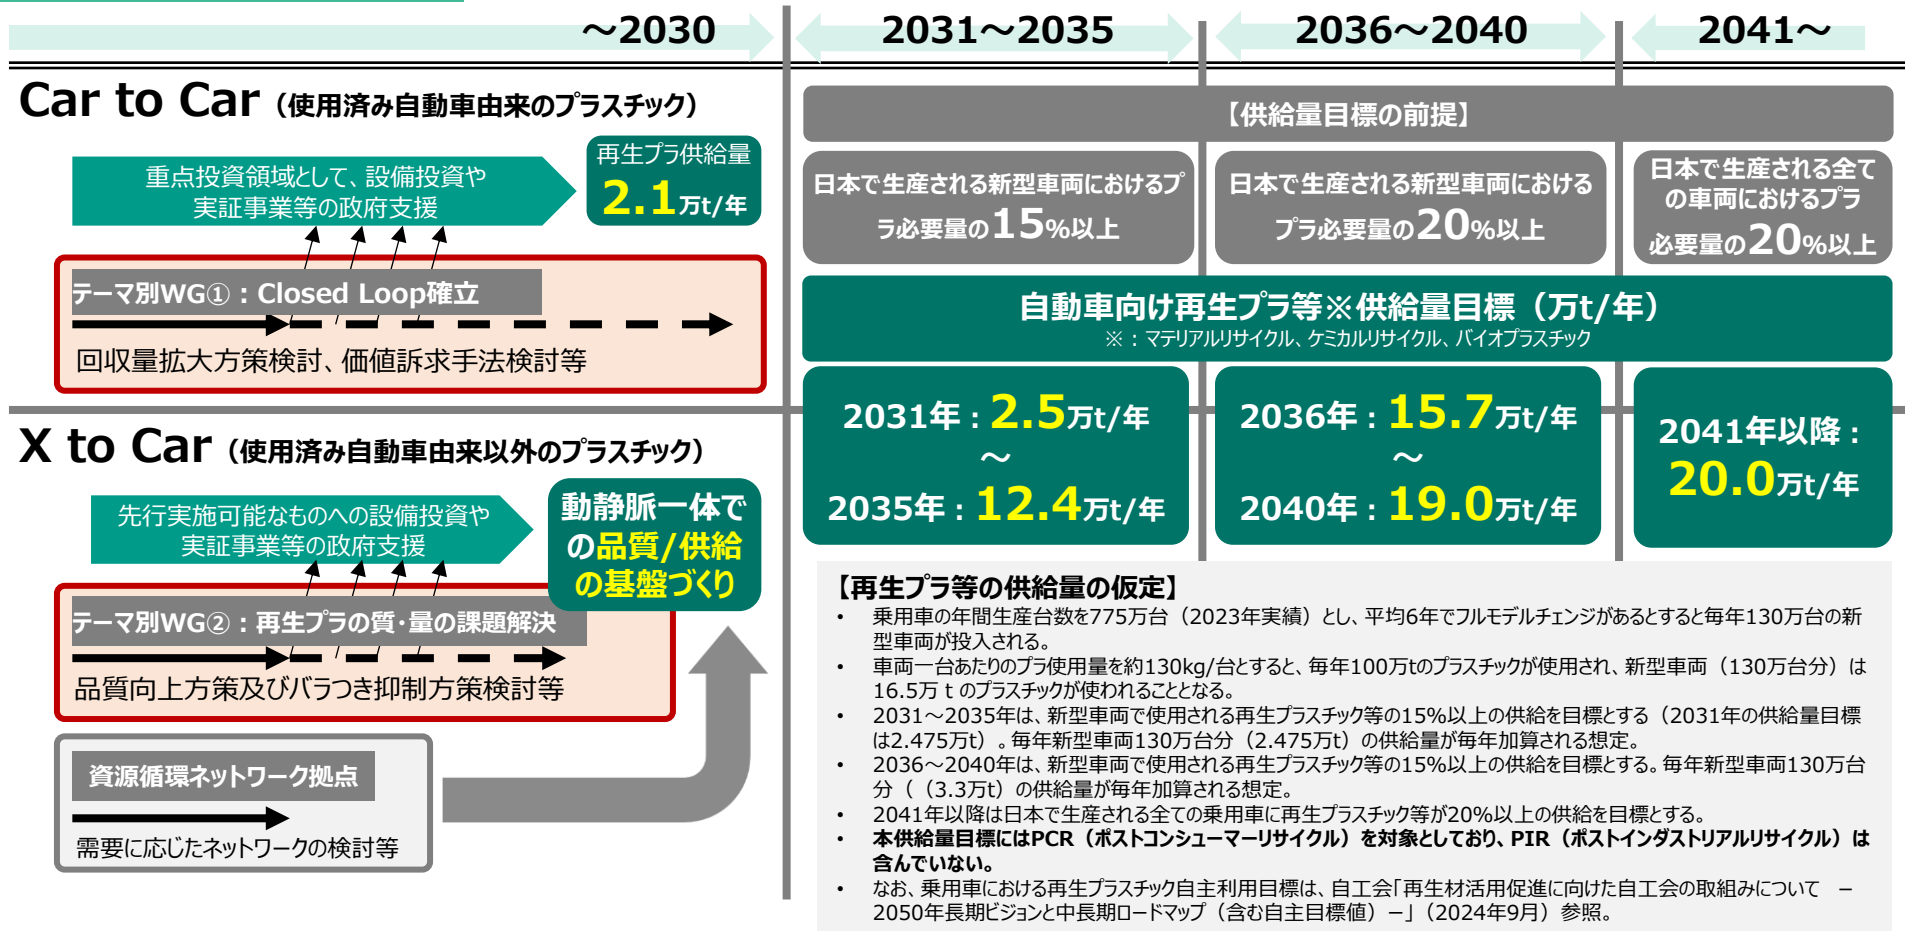 ～2030
2031～2035
2036～2040
2041～
Car to Car（使用済み自動車由来のプラスチック）
重点投資領域として、設備投資や
実証事業等の政府支援
再生プラ供給量
2.1万t/年
テーマ別WG①：Closed Loop確立
回収量拡大方策検討、価値訴求手法検討等
X to Car（使用済み自動車由来以外のプラスチック）
先行実施可能なものへの設備投資や
実証事業等の政府支援
動静脈一体で
の品質/供給
の基盤づくり
テーマ別WG②：再生プラの質・量の課題解決
品質向上方策及びバラつき抑制方策検討等
資源循環ネットワーク拠点
需要に応じたネットワークの検討等
【供給量目標の前提】
日本で生産される新型車両におけるプ
ラ必要量の15%以上
日本で生産される新型車両における
プラ必要量の20%以上
日本で生産される全て
の車両におけるプラ
必要量の20%以上
自動車向け再生プラ等※供給量目標（万t/年）
※：マテリアルリサイクル、ケミカルリサイクル、バイオプラスチック
2031年：2.5万t/年
～
2035年：12.4万t/年
2036年：15.7万t/年
～
2040年：19.0万t/年
2041年以降：
20.0万t/年
【再生プラ等の供給量の仮定】
• 乗用車の年間生産台数を775万台（2023年実績）とし、平均6年でフルモデルチェンジがあるとすると毎年130万台の新
型車両が投入される。
• 車両一台あたりのプラ使用量を約130kg/台とすると、毎年100万tのプラスチックが使用され、新型車両（130万台分）は
16.5万ｔのプラスチックが使われることとなる。
• 2031～2035年は、新型車両で使用される再生プラスチック等の15%以上の供給を目標とする（2031年の供給量目標
は2.475万t）。毎年新型車両130万台分（2.475万t）の供給量が毎年加算される想定。
• 2036～2040年は、新型車両で使用される再生プラスチック等の15%以上の供給を目標とする。毎年新型車両130万台
分（（3.3万t）の供給量が毎年加算される想定。
• 2041年以降は日本で生産される全ての乗用車に再生プラスチック等が20%以上の供給を目標とする。
• 本供給量目標にはPCR（ポストコンシューマーリサイクル）を対象としており、PIR（ポストインダストリアルリサイクル）は
含んでいない。
• なお、乗用車における再生プラスチック自主利用目標は、自工会「再生材活用促進に向けた自工会の取組みについて －
2050年長期ビジョンと中長期ロードマップ（含む自主目標値）－」（2024年9月）参照。